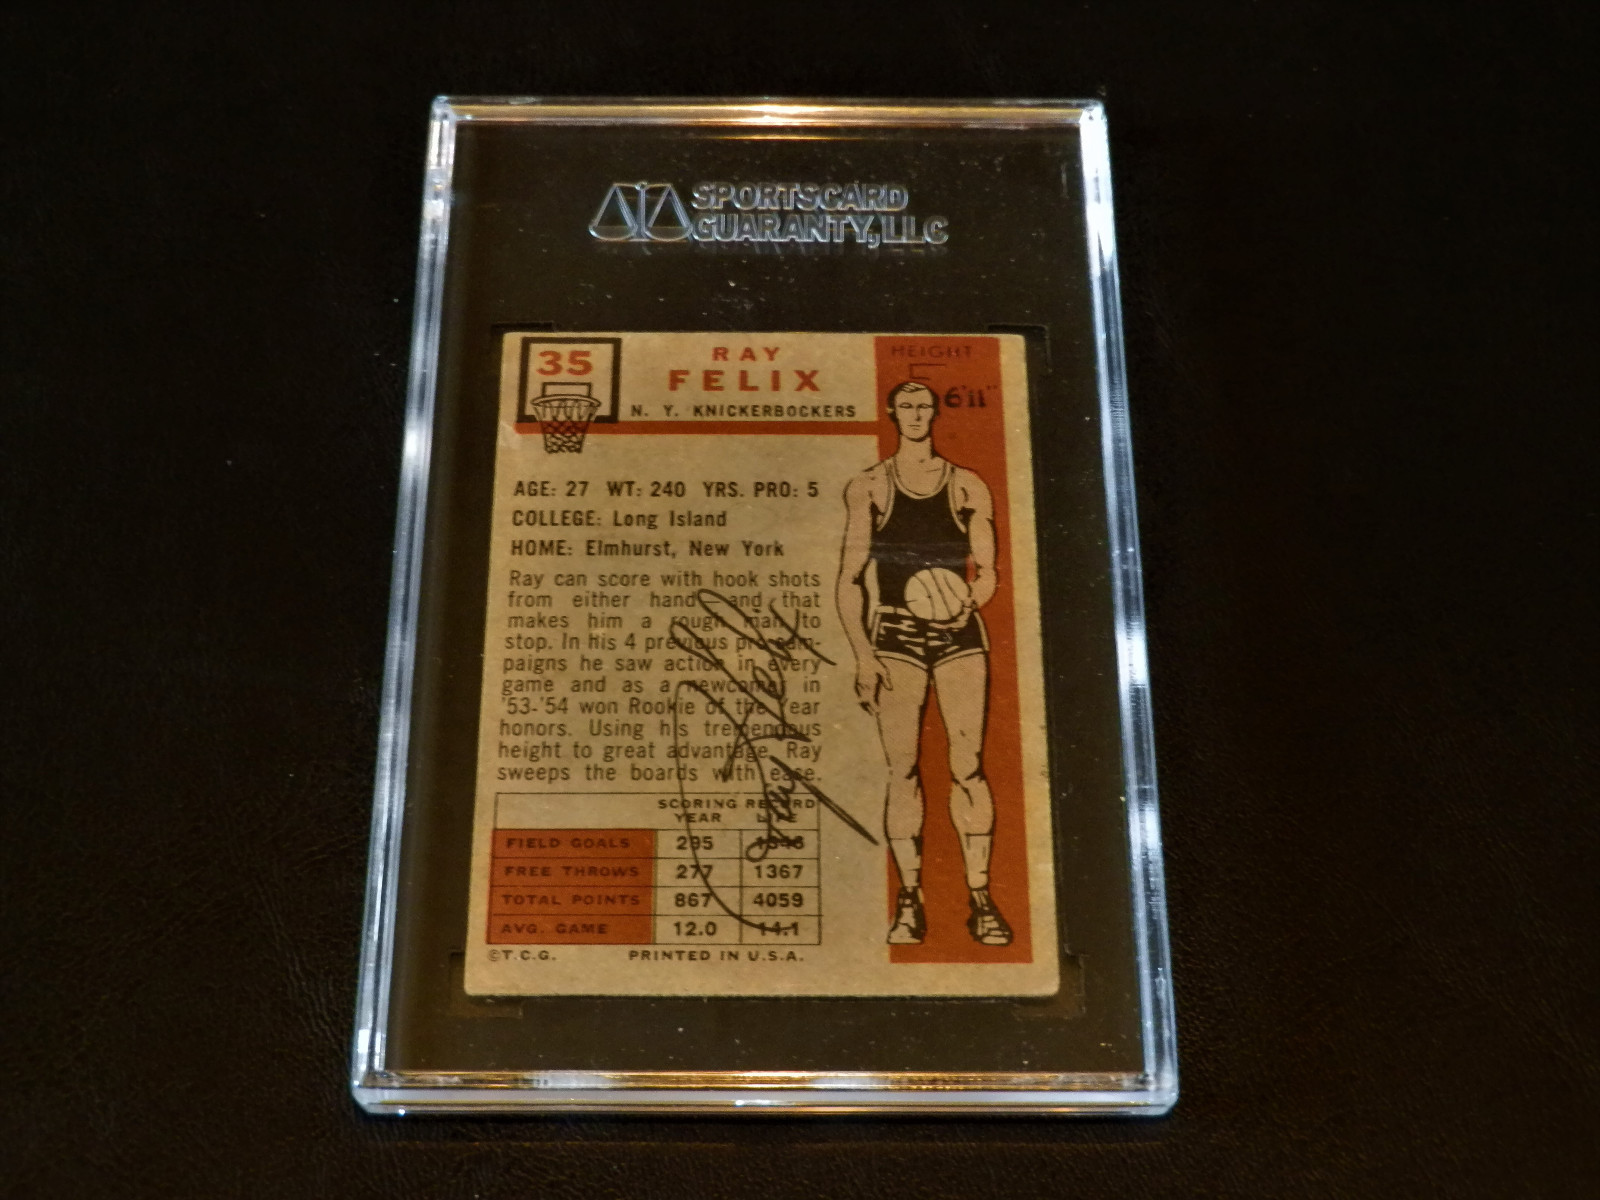 SPORTSCARD
GUARANTY, LLC
35
RAY
FELIX
N. Y. KNICKERBOCKERS
HEIGHT
6'11"
AGE: 27 WT: 240 YRS. PRO: 5
COLLEGE: Long Island
HOME: Elmhurst, New York
Ray can score with hook shots
from either hand—and that
makes him a rough man to
stop. In his 4 previous pro cam-
paigns he saw action in every
game and as a newcomer in
'53-'54 won Rookie of the Year
honors. Using his tremendous
height to great advantage, Ray
sweeps the boards with ease.
SCORING RECORD
YEAR LIFE
FIELD GOALS 295 1346
FREE THROWS 277 1367
TOTAL POINTS 867 4059
AVG. GAME 12.0 14.1
©T.C.G. PRINTED IN U.S.A.
Ray Felix